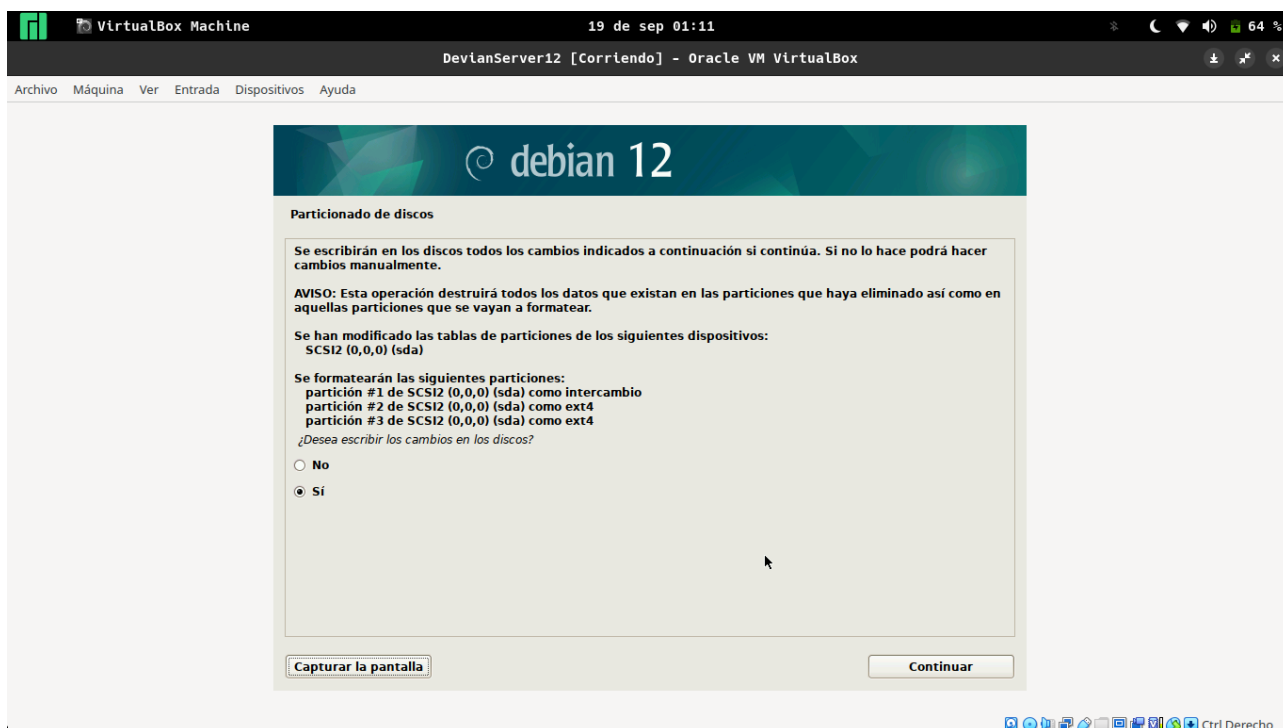 VirtualBox Machine 19 de sep 01:11 64 %
DevianServer12 [Corriendo] - Oracle VM VirtualBox
Archivo Máquina Ver Entrada Dispositivos Ayuda
debian 12
Particionado de discos
Se escribirán en los discos todos los cambios indicados a continuación si continúa. Si no lo hace podrá hacer
cambios manualmente.
AVISO: Esta operación destruirá todos los datos que existan en las particiones que haya eliminado así como en
aquellas particiones que se vayan a formatear.
Se han modificado las tablas de particiones de los siguientes dispositivos:
SCSI2 (0,0,0) (sda)
Se formatearán las siguientes particiones:
partición #1 de SCSI2 (0,0,0) (sda) como intercambio
partición #2 de SCSI2 (0,0,0) (sda) como ext4
partición #3 de SCSI2 (0,0,0) (sda) como ext4
¿Desea escribir los cambios en los discos?
No
Sí
Capturar la pantalla Continuar
Ctrl Derecho